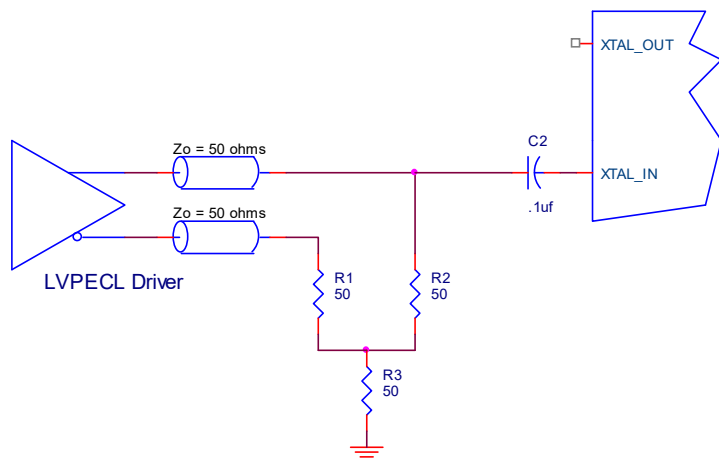 XTAL_OUT
C2
Zo = 50 ohms
XTAL_IN
.1uf
Zo = 50 ohms
LVPECL Driver
R1
50
R2
50
R3
50